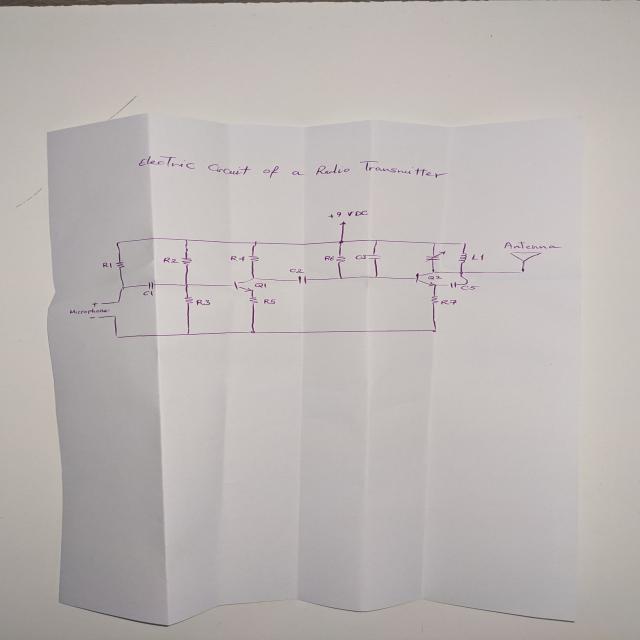 Electric Circuit of a Radio Transmitter
+9 VDC
Antenna
R1
R2
R4
R6
C3
L1
C2
Q2
C1
Q1
C5
R3
R5
R7
+
Microphone
-